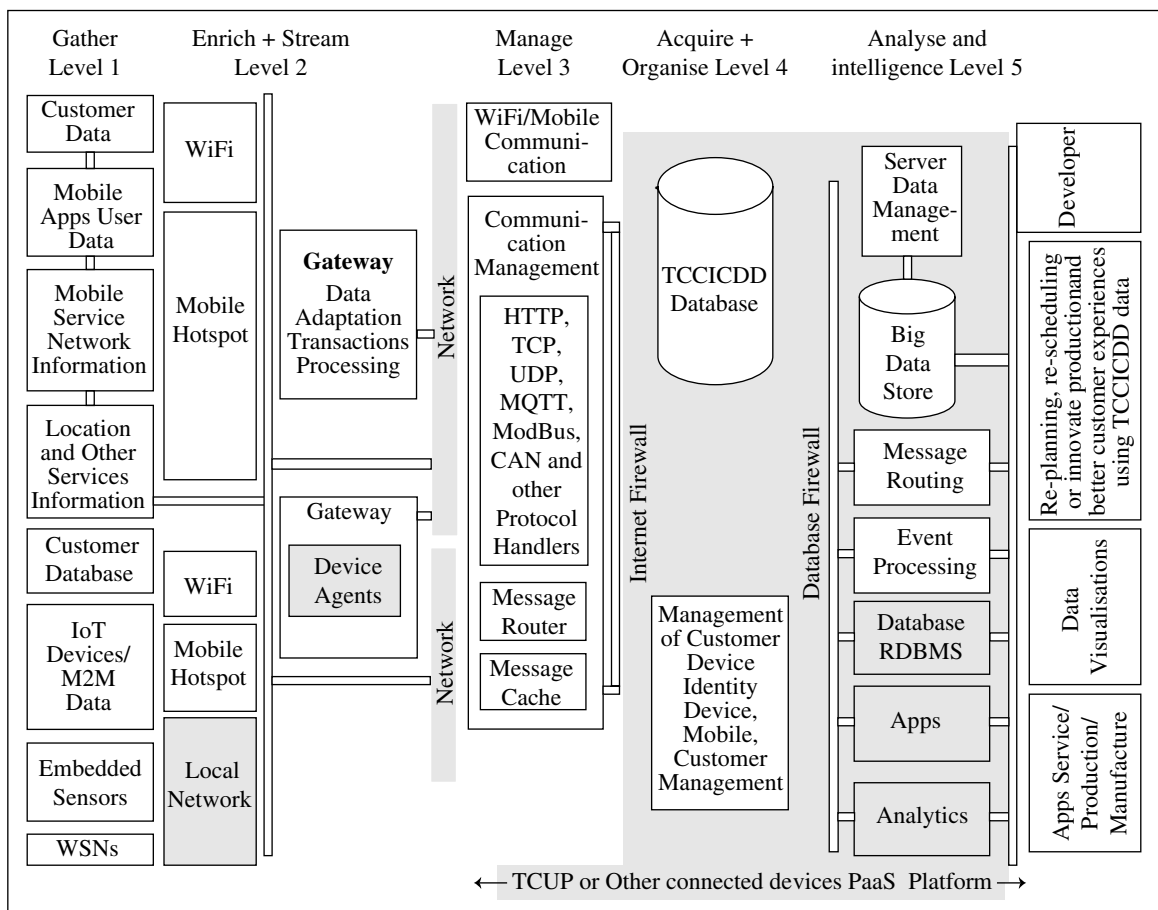 Gather
Level 1
Enrich + Stream
Level 2
Manage
Level 3
Acquire +
Organise Level 4
Analyse and
intelligence Level 5
Customer
Data
Mobile
Apps User
Data
Mobile
Service
Network
Information
Location
and Other
Services
Information
Customer
Database
IoT
Devices/
M2M
Data
Embedded
Sensors
WSNs
WiFi
Mobile
Hotspot
WiFi
Mobile
Hotspot
Local
Network
Gateway
Data
Adaptation
Transactions
Processing
Gateway
Device
Agents
Network
Network
WiFi/Mobile
Communi-
cation
Communi-
cation
Management
HTTP,
TCP,
UDP,
MQTT,
ModBus,
CAN and
other
Protocol
Handlers
Message
Router
Message
Cache
Internet Firewall
TCCICDD
Database
Management
of Customer
Device
Identity
Device,
Mobile,
Customer
Management
Database Firewall
Server
Data
Manage-
ment
Big
Data
Store
Message
Routing
Event
Processing
Database
RDBMS
Apps
Analytics
Developer
Re-planning, re-scheduling
or innovate productionand
better customer experiences
using TCCICDD data
Data
Visualisations
Apps Service/
Production/
Manufacture
TCUP or Other connected devices PaaS Platform